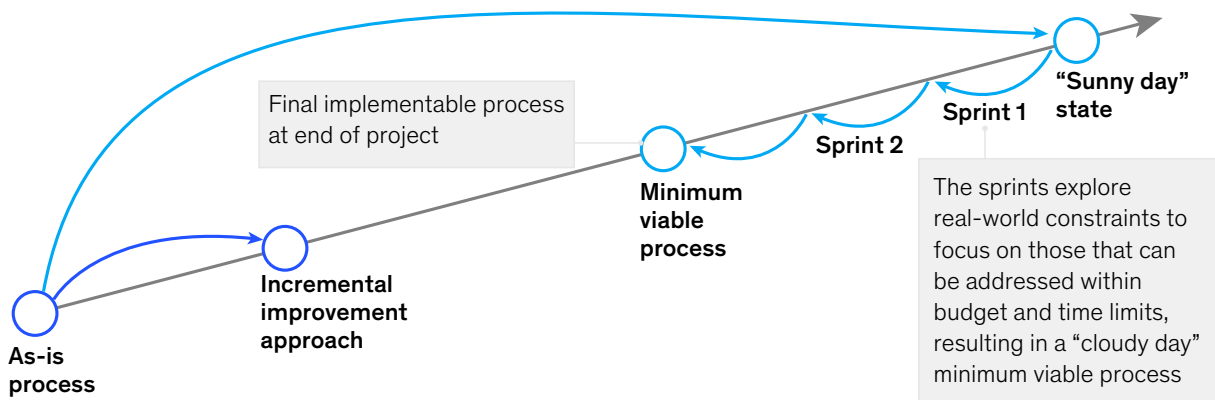 Final implementable process
at end of project
“Sunny day”
state
Sprint 1
Sprint 2
Minimum
viable
process
The sprints explore
real-world constraints to
focus on those that can
be addressed within
budget and time limits,
resulting in a “cloudy day”
minimum viable process
Incremental
improvement
approach
As-is
process